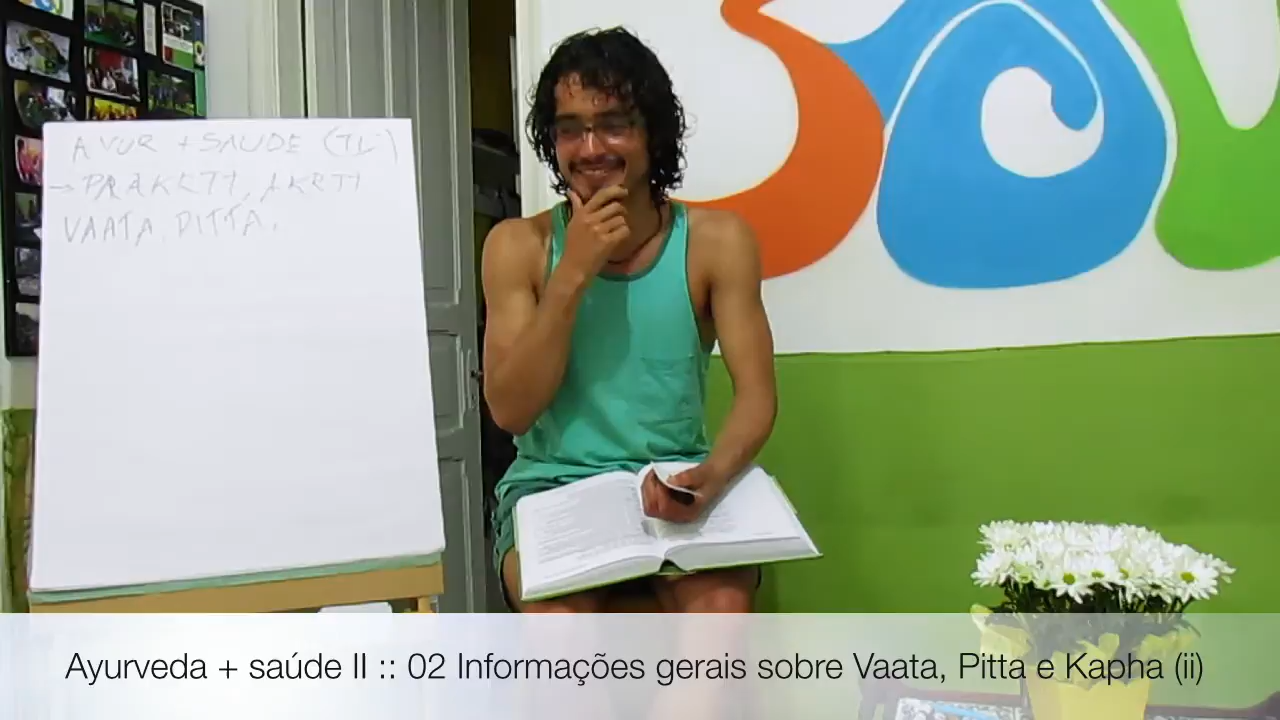 AYUR + SAUDE (II)
→ PRAKRTI, AKRTI
VAATA, PITTA,
Ayurveda + saúde II :: 02 Informações gerais sobre Vaata, Pitta e Kapha (ii)